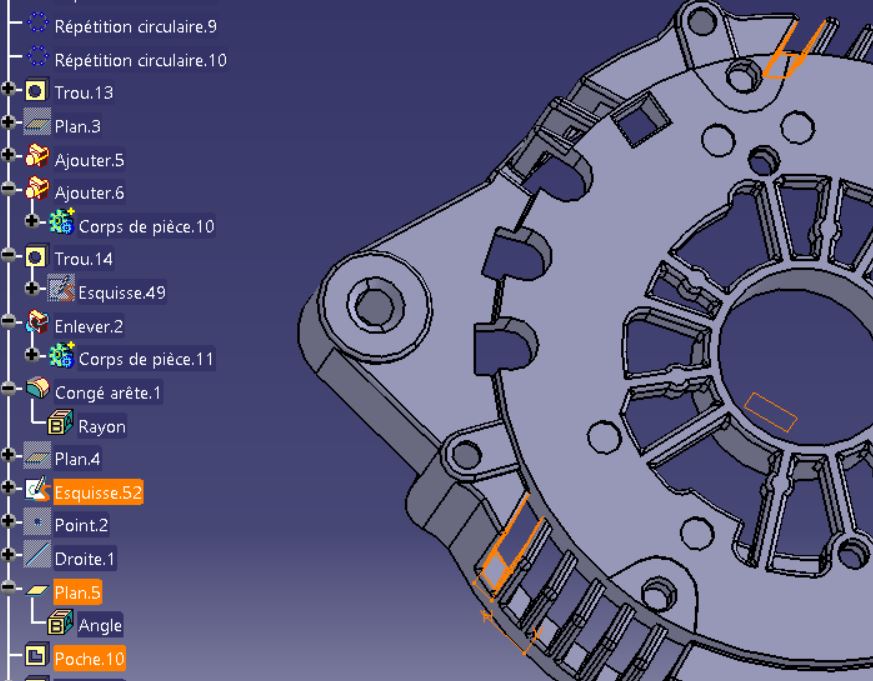 Répétition circulaire.9
Répétition circulaire.10
Trou.13
Plan.3
Ajouter.5
Ajouter.6
Corps de pièce.10
Trou.14
Esquisse.49
Enlever.2
Corps de pièce.11
Congé arête.1
Rayon
Plan.4
Esquisse.52
Point.2
Droite.1
Plan.5
Angle
Poche.10